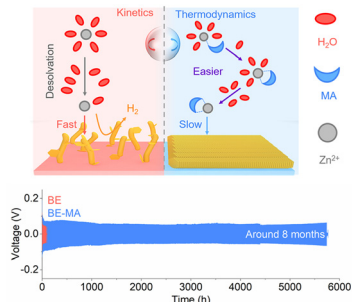 Kinetics
Thermodynamics
H₂O
MA
Zn²⁺
Desolvation
Easier
H₂
Fast
Slow
BE
BE-MA
Around 8 months
Voltage (V)
0.2
0.0
-0.2
0 1000 2000 3000 4000 5000 6000
Time (h)